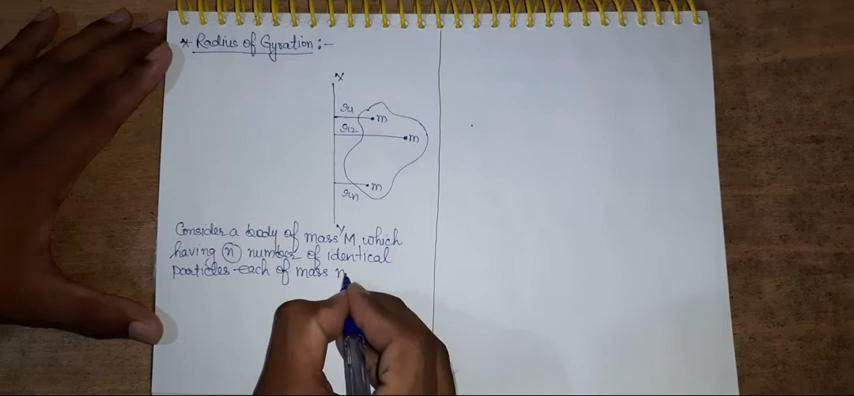 * Radius of Gyration :-
X
r1
m
r2
m
rn
m
Y
Consider a body of mass M, which
having n number of identical
particles each of mass m